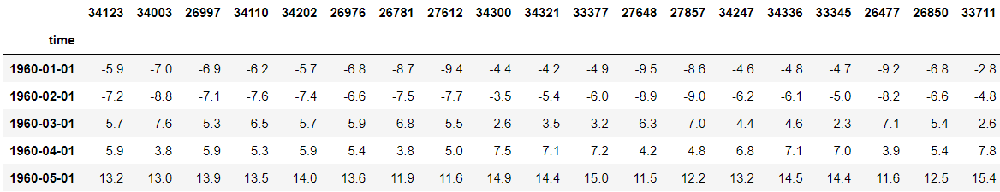 34123 34003 26997 34110 34202 26976 26781 27612 34300 34321 33377 27648 27857 34247 34336 33345 26477 26850 33711
time
1960-01-01 -5.9 -7.0 -6.9 -6.2 -5.7 -6.8 -8.7 -9.4 -4.4 -4.2 -4.9 -9.5 -8.6 -4.6 -4.8 -4.7 -9.2 -6.8 -2.8
1960-02-01 -7.2 -8.8 -7.1 -7.6 -7.4 -6.6 -7.5 -7.7 -3.5 -5.4 -6.0 -8.9 -9.0 -6.2 -6.1 -5.0 -8.2 -6.6 -4.8
1960-03-01 -5.7 -7.6 -5.3 -6.5 -5.7 -5.9 -6.8 -5.5 -2.6 -3.5 -3.2 -6.3 -7.0 -4.4 -4.6 -2.3 -7.1 -5.4 -2.6
1960-04-01 5.9 3.8 5.9 5.3 5.9 5.4 3.8 5.0 7.5 7.1 7.2 4.2 4.8 6.8 7.1 7.0 3.9 5.4 7.8
1960-05-01 13.2 13.0 13.9 13.5 14.0 13.6 11.9 11.6 14.9 14.4 15.0 11.5 12.2 13.2 14.5 14.4 11.6 12.5 15.4